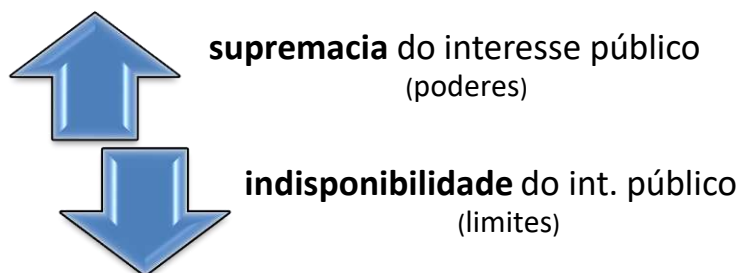 supremacia do interesse público
(poderes)
indisponibilidade do int. público
(limites)